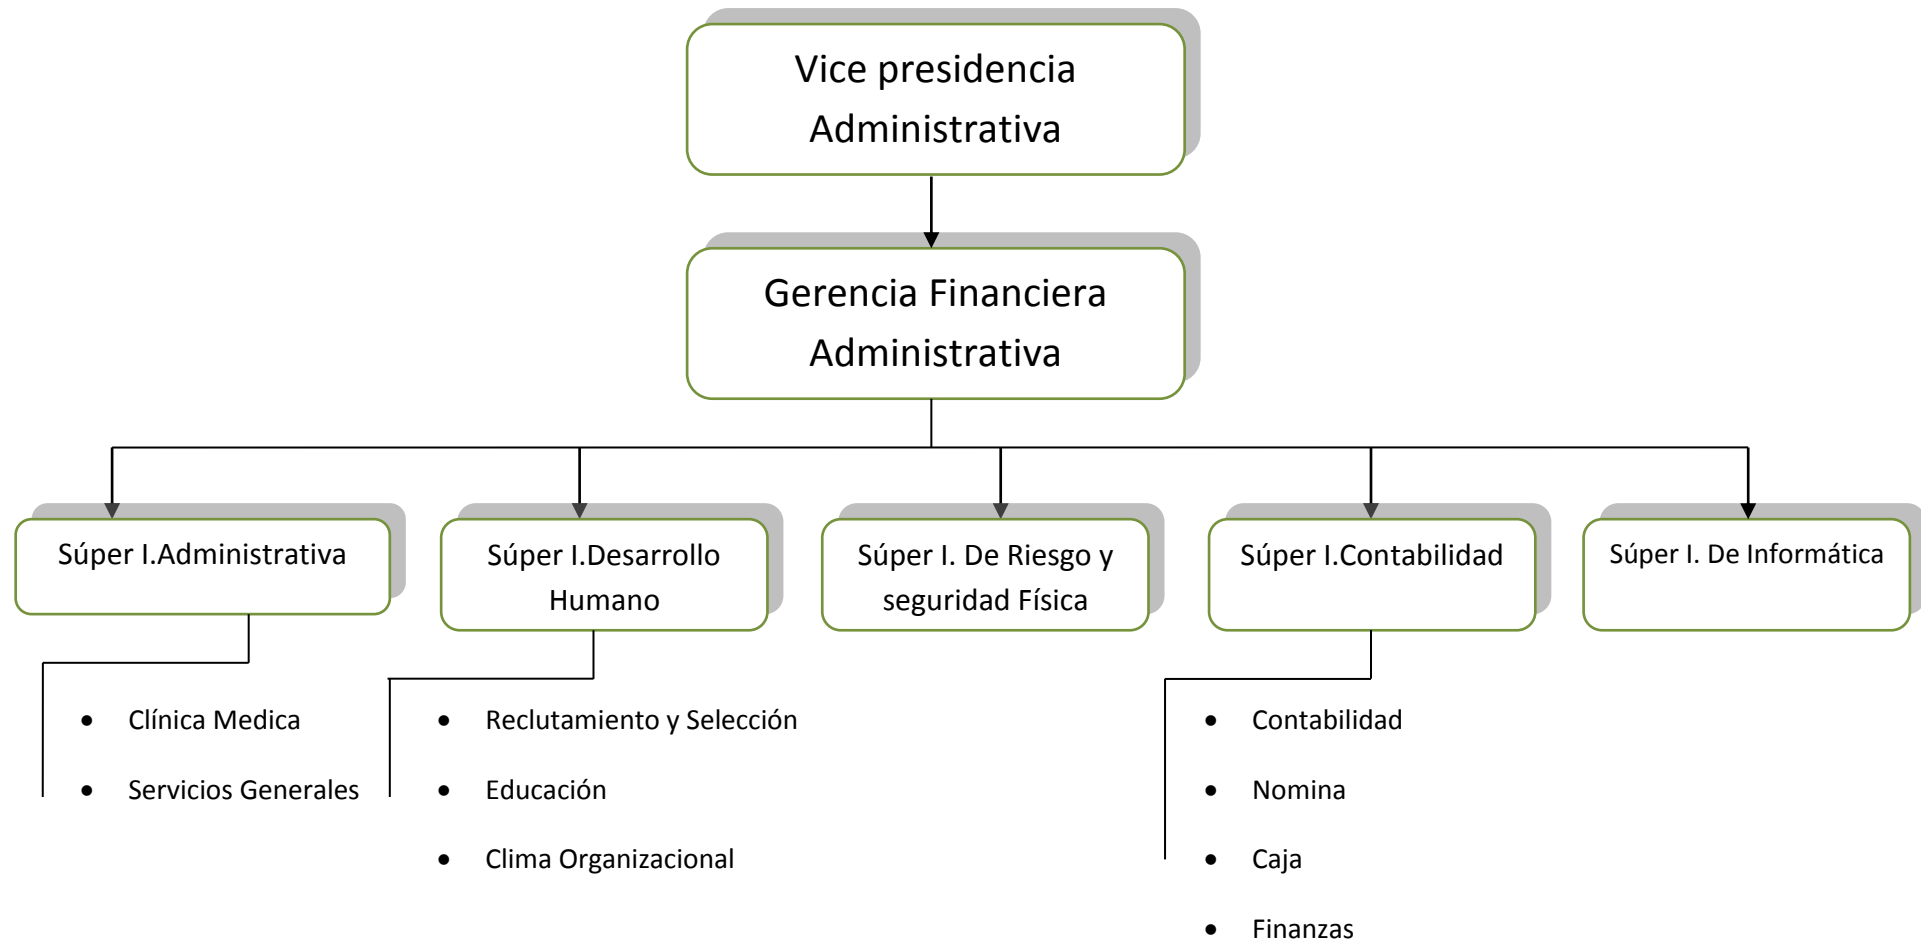 Vice presidencia
Administrativa
Gerencia Financiera
Administrativa
Súper I.Administrativa
Súper I.Desarrollo
Humano
Súper I. De Riesgo y
seguridad Física
Súper I.Contabilidad
Súper I. De Informática
• Clínica Medica
• Servicios Generales
• Reclutamiento y Selección
• Educación
• Clima Organizacional
• Contabilidad
• Nomina
• Caja
• Finanzas